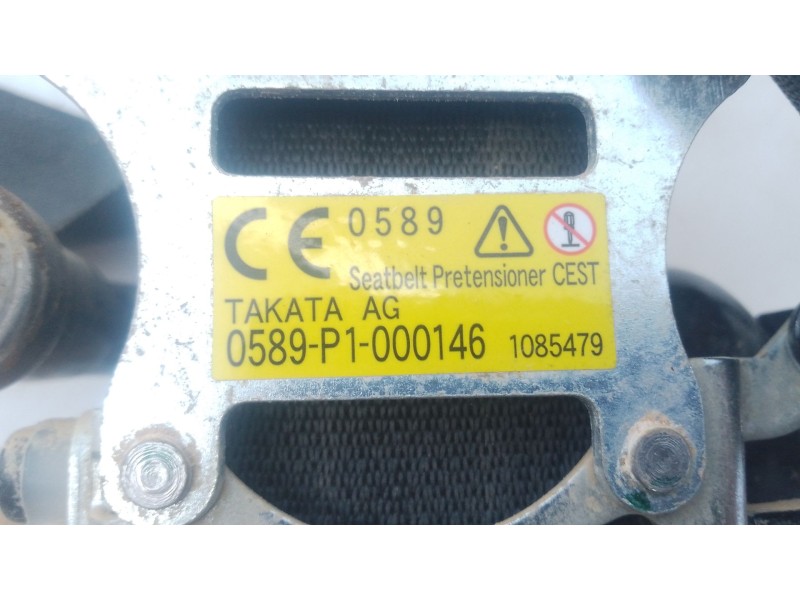 CE 0589
Seatbelt Pretensioner CEST
TAKATA AG
0589-P1-000146 1085479